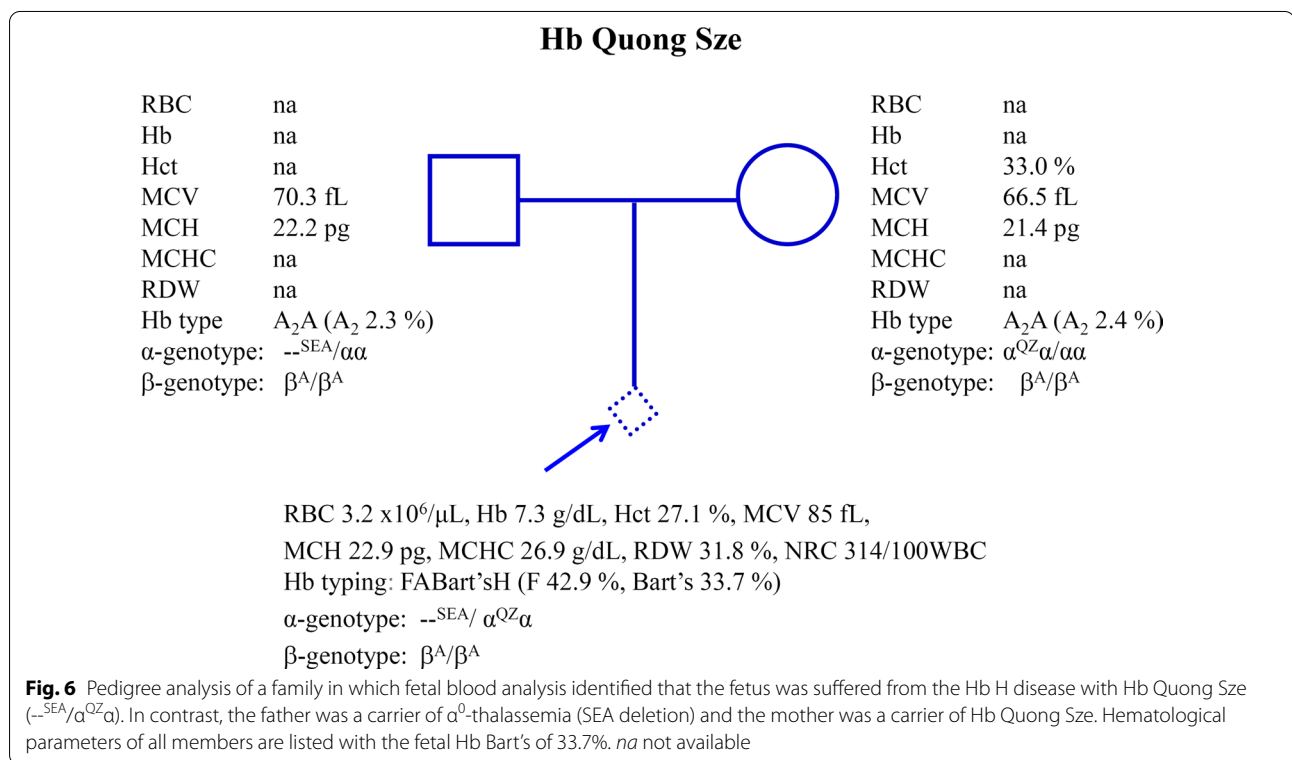 Hb Quong Sze
RBC na
Hb na
Hct na
MCV 70.3 fL
MCH 22.2 pg
MCHC na
RDW na
Hb type A₂A (A₂ 2.3 %)
α-genotype: --ˢᴱᴬ/αα
β-genotype: βᴬ/βᴬ
RBC na
Hb na
Hct 33.0 %
MCV 66.5 fL
MCH 21.4 pg
MCHC na
RDW na
Hb type A₂A (A₂ 2.4 %)
α-genotype: α^QZα/αα
β-genotype: βᴬ/βᴬ
RBC 3.2 x10⁶/μL, Hb 7.3 g/dL, Hct 27.1 %, MCV 85 fL,
MCH 22.9 pg, MCHC 26.9 g/dL, RDW 31.8 %, NRC 314/100WBC
Hb typing: FABart’sH (F 42.9 %, Bart’s 33.7 %)
α-genotype: --ˢᴱᴬ/ α^QZα
β-genotype: βᴬ/βᴬ
Fig. 6 Pedigree analysis of a family in which fetal blood analysis identified that the fetus was suffered from the Hb H disease with Hb Quong Sze
(--ˢᴱᴬ/α^QZα). In contrast, the father was a carrier of α⁰-thalassemia (SEA deletion) and the mother was a carrier of Hb Quong Sze. Hematological
parameters of all members are listed with the fetal Hb Bart’s of 33.7%. na not available